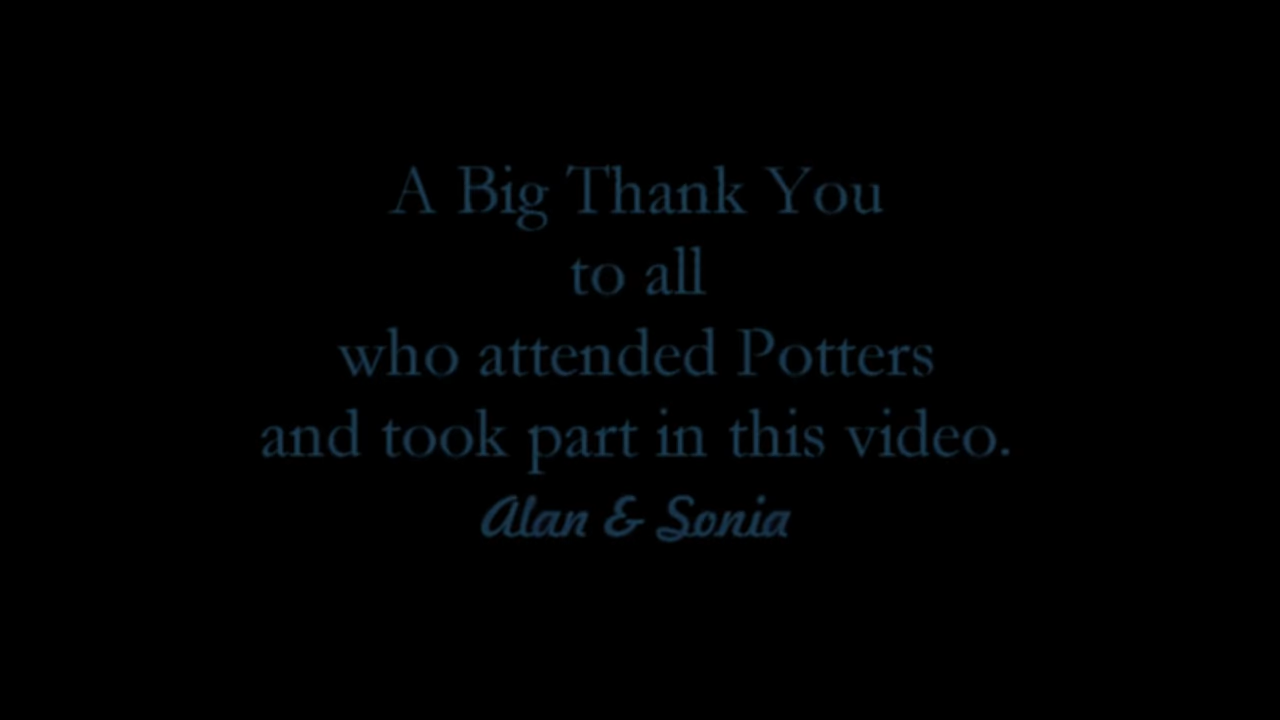 A Big Thank You
to all
who attended Potters
and took part in this video.
Alan & Sonia